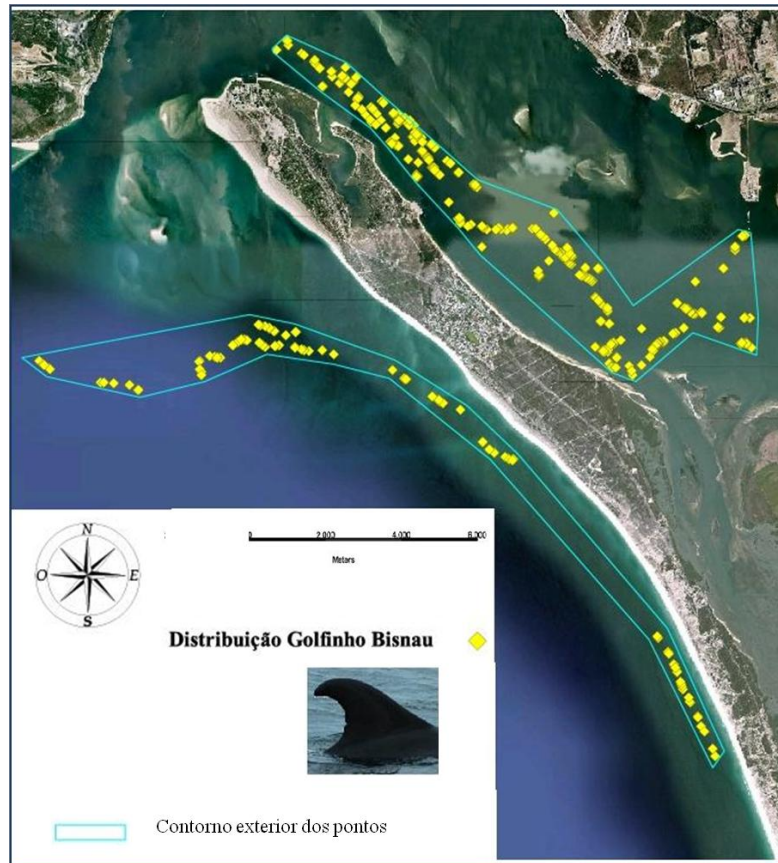 N
O
E
S
0 2,000 4,000 6,000
Meters
Distribuição Golfinho Bisnau
Contorno exterior dos pontos